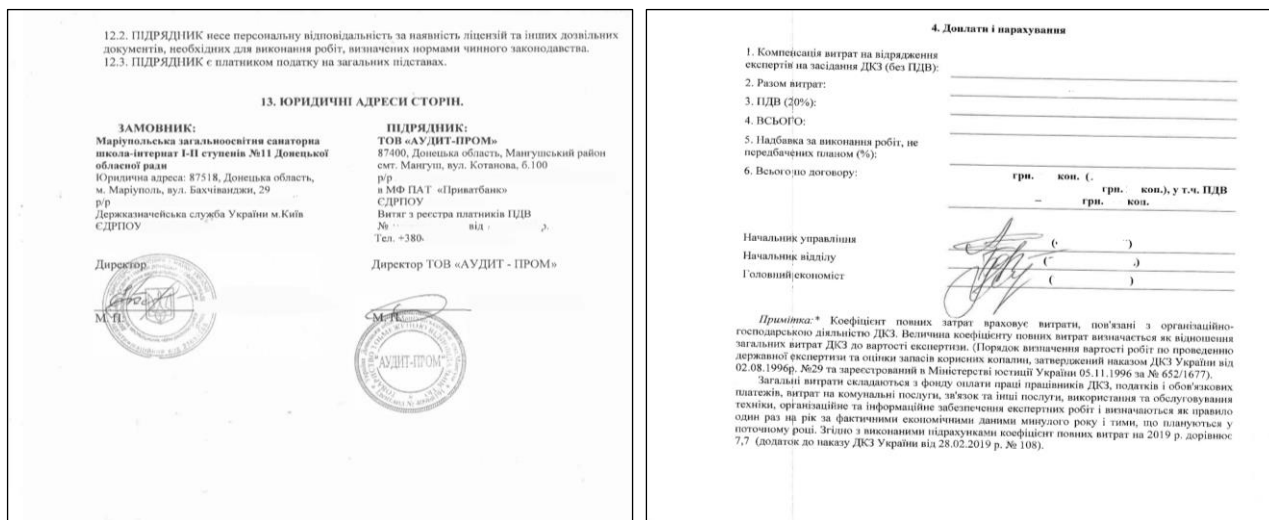 12.2. ПІДРЯДНИК несе персональну відповідальність за наявність ліцензій та інших дозвільних
документів, необхідних для виконання робіт, визначених нормами чинного законодавства.
12.3. ПІДРЯДНИК є платником податку на загальних підставах.
13. ЮРИДИЧНІ АДРЕСИ СТОРІН.
ЗАМОВНИК:
Маріупольська загальноосвітня санаторна
школа-інтернат І-ІІ ступенів №11 Донецької
обласної ради
Юридична адреса: 87518, Донецька область,
м. Маріуполь, вул. Бахчіванджи, 29
р/р
Держказначейська служба України м.Київ
ЄДРПОУ
Директор
М. П.
ПІДРЯДНИК:
ТОВ «АУДИТ-ПРОМ»
87400, Донецька область, Мангушський район
смт. Мангуш, вул. Котанова, б.100
р/р
в МФ ПАТ «Приватбанк»
ЄДРПОУ
Витяг з реєстра платників ПДВ
№ від
Тел. +380
Директор ТОВ «АУДИТ - ПРОМ»
М. П.
"АУДИТ-ПРОМ"
4. Доплати і нарахування
1. Компенсація витрат на відрядження
експертів на засідання ДКЗ (без ПДВ):
2. Разом витрат:
3. ПДВ (20%):
4. ВСЬОГО:
5. Надбавка за виконання робіт, не
передбачених планом (%):
6. Всього по договору: грн. коп. (.
грн. коп.), у т.ч. ПДВ
– грн. коп.
Начальник управління ( )
Начальник відділу ( .)
Головний економіст ( )
Примітка:* Коефіцієнт повних затрат враховує витрати, пов'язані з організаційно-
господарською діяльністю ДКЗ. Величина коефіцієнту повних витрат визначається як відношення
загальних витрат ДКЗ до вартості експертизи. (Порядок визначення вартості робіт по проведенню
державної експертизи та оцінки запасів корисних копалин, затверджений наказом ДКЗ України від
02.08.1996р. №29 та зареєстрований в Міністерстві юстиції України 05.11.1996 за № 652/1677).
Загальні витрати складаються з фонду оплати праці працівників ДКЗ, податків і обов'язкових
платежів, витрат на комунальні послуги, зв'язок та інші послуги, використання та обслуговування
техніки, організаційне та інформаційне забезпечення експертних робіт і визначаються як правило
один раз на рік за фактичними економічними даними минулого року і тими, що плануються у
поточному році. Згідно з виконаними підрахунками коефіцієнт повних витрат на 2019 р. дорівнює
7,7 (додаток до наказу ДКЗ України від 28.02.2019 р. № 108).